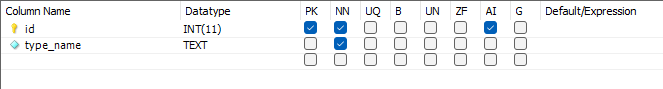 Column Name Datatype PK NN UQ B UN ZF AI G Default/Expression
id INT(11)
type_name TEXT